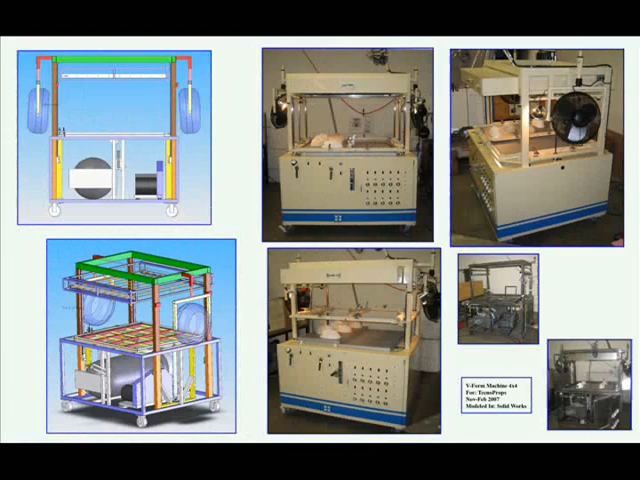 V-Form Machine 4x4
For: TecnoProps
Nov-Feb 2007
Modeled In: Solid Works